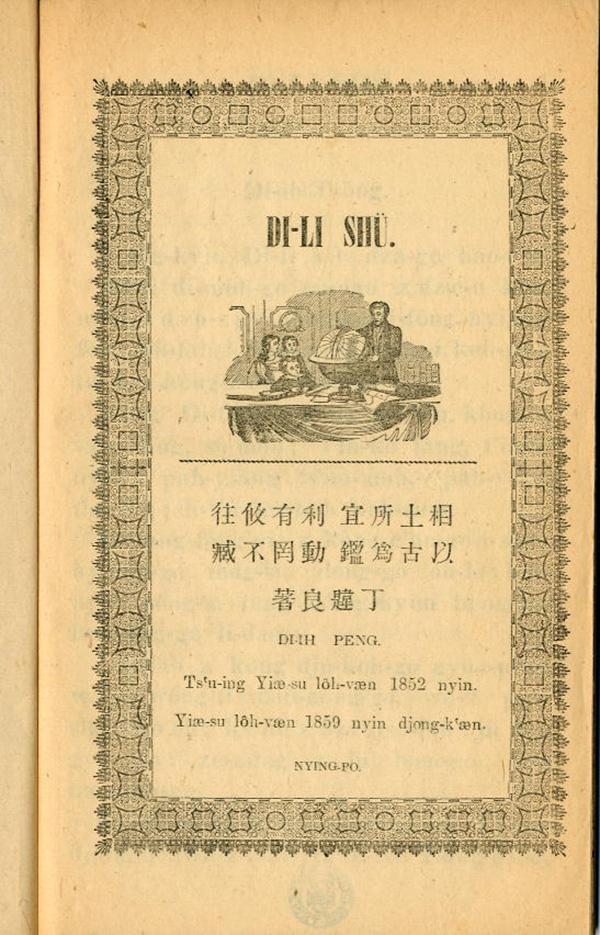 DI-LI SHÜ.
相土所宜 利有攸往
以古爲鑑 動罔不臧
丁韙良著
DI-IH PENG.
Tsʻu-ing Yiæ-su lôh-væn 1852 nyin.
Yiæ-su lôh-væn 1859 nyin djong-kʻæn.
NYING-PO.